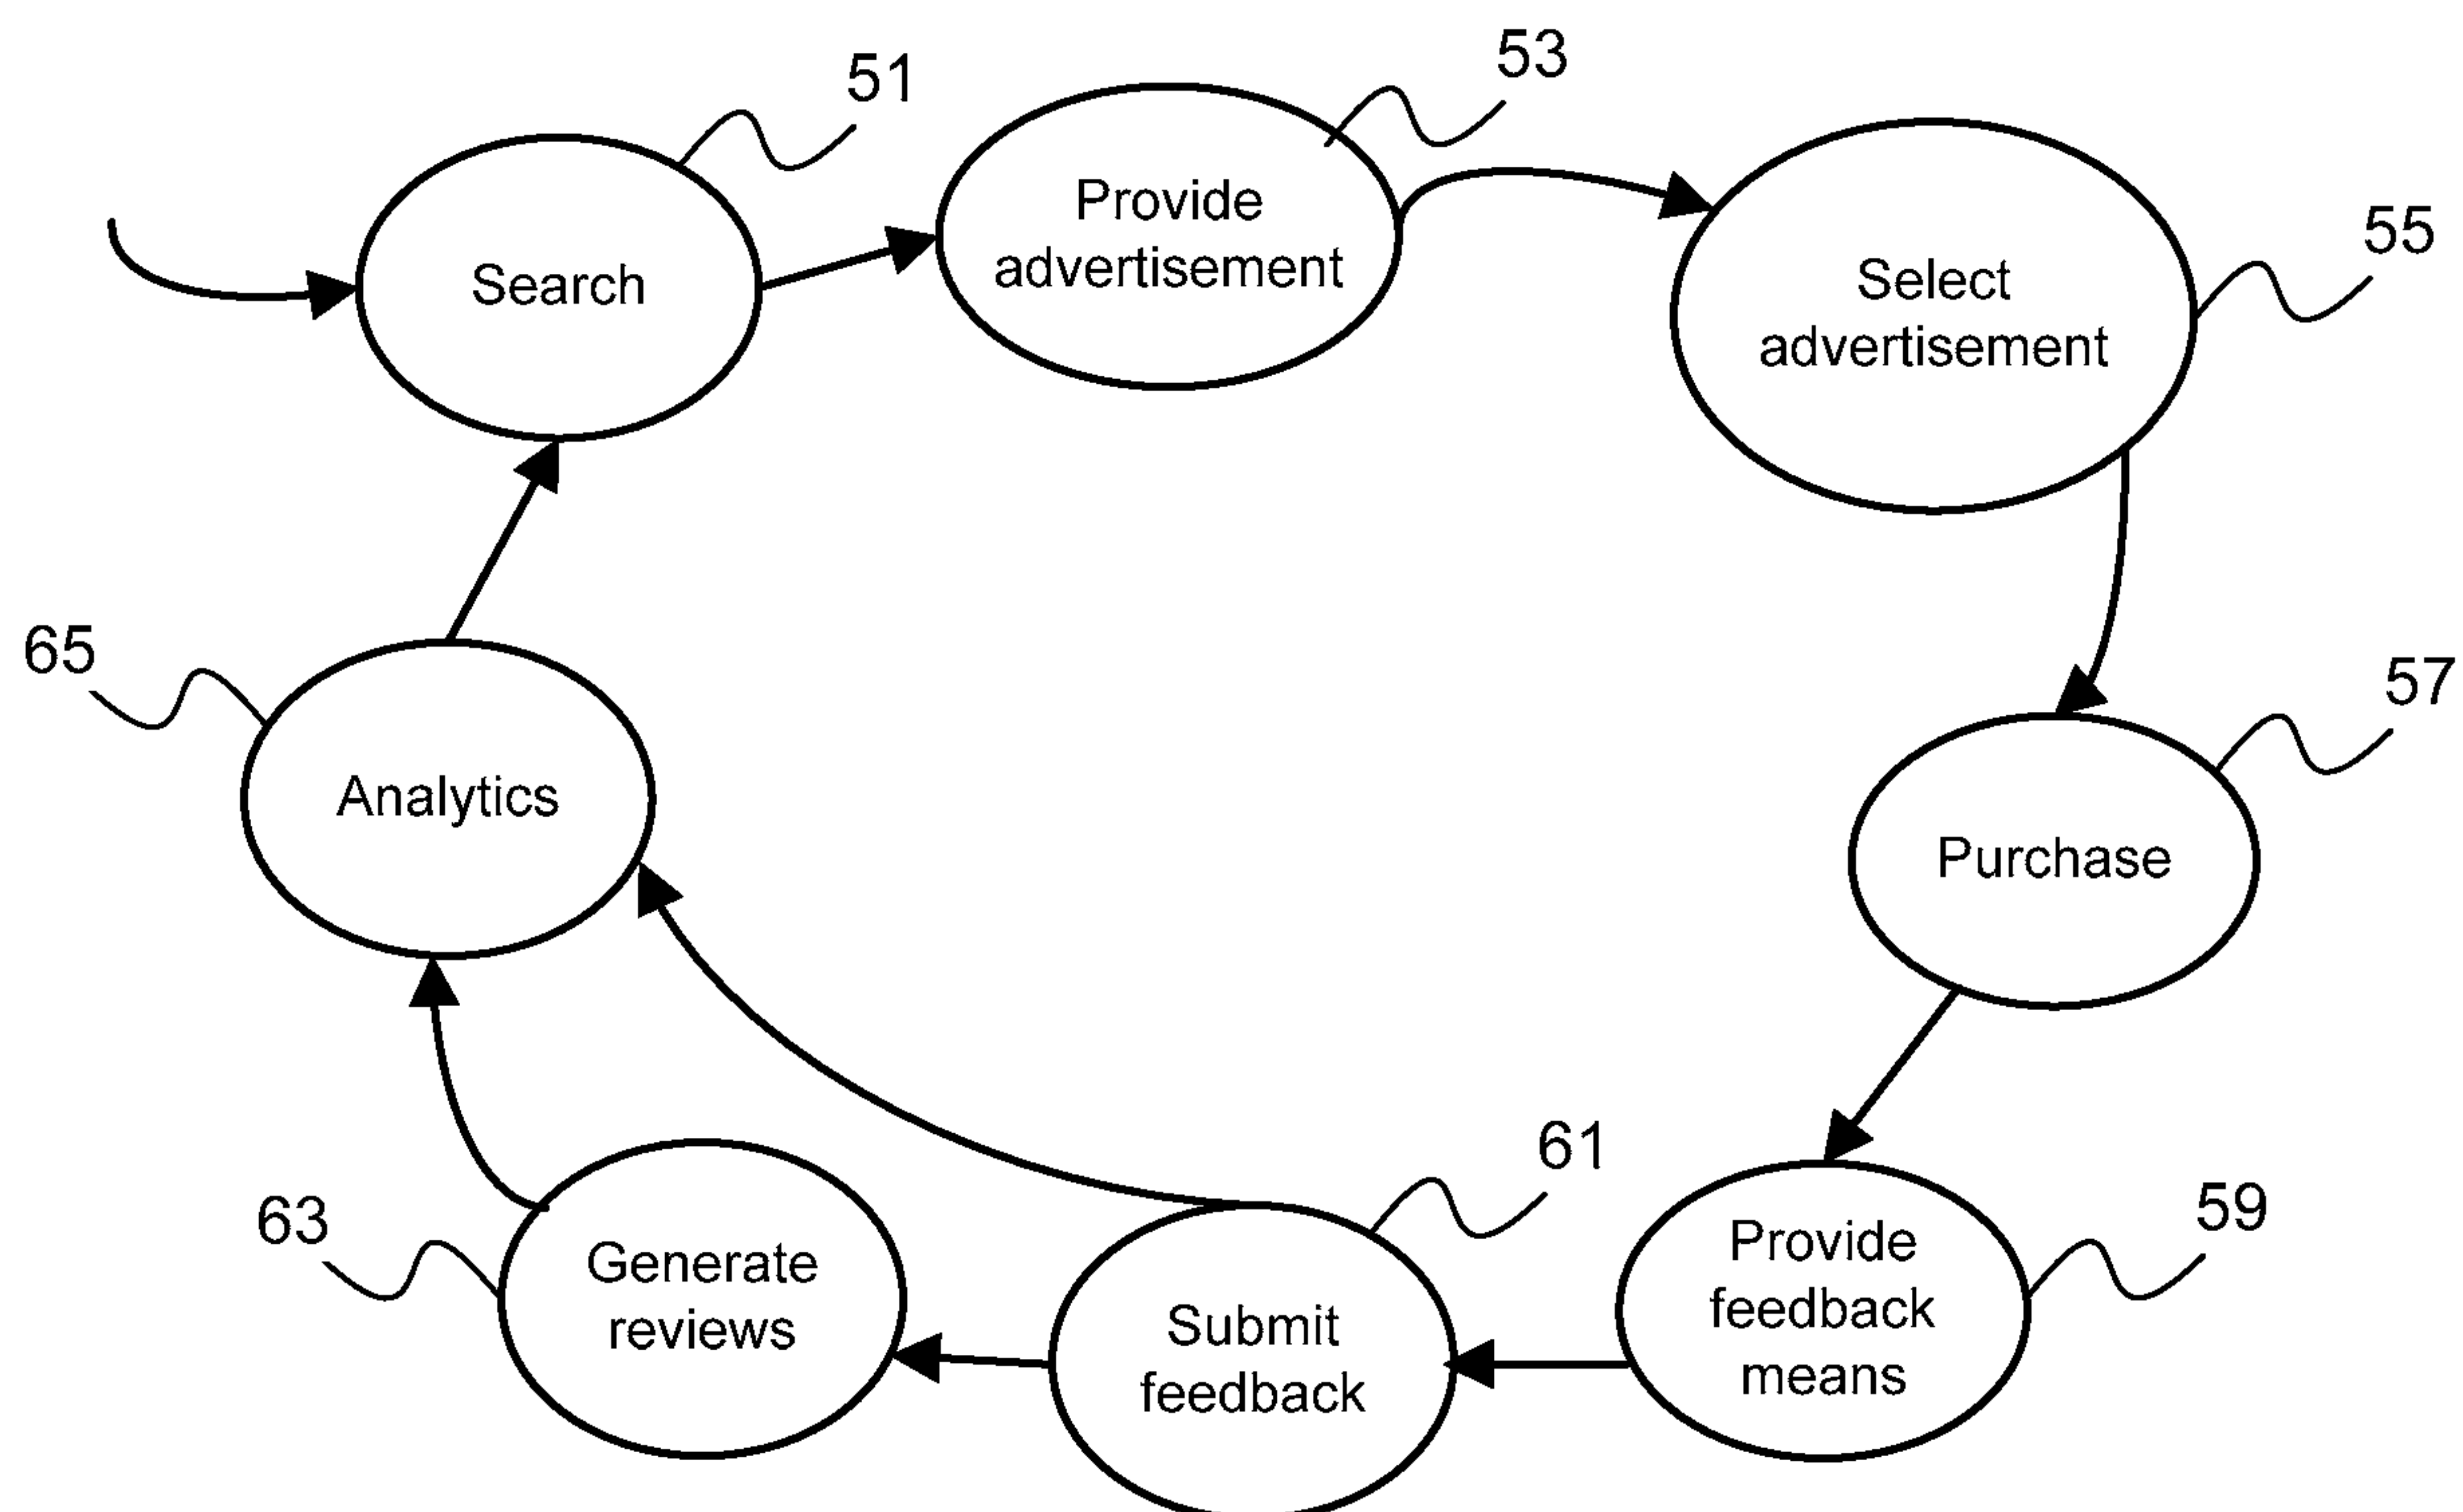 51
Search
53
Provide
advertisement
55
Select
advertisement
57
Purchase
59
Provide
feedback
means
61
Submit
feedback
63
Generate
reviews
65
Analytics